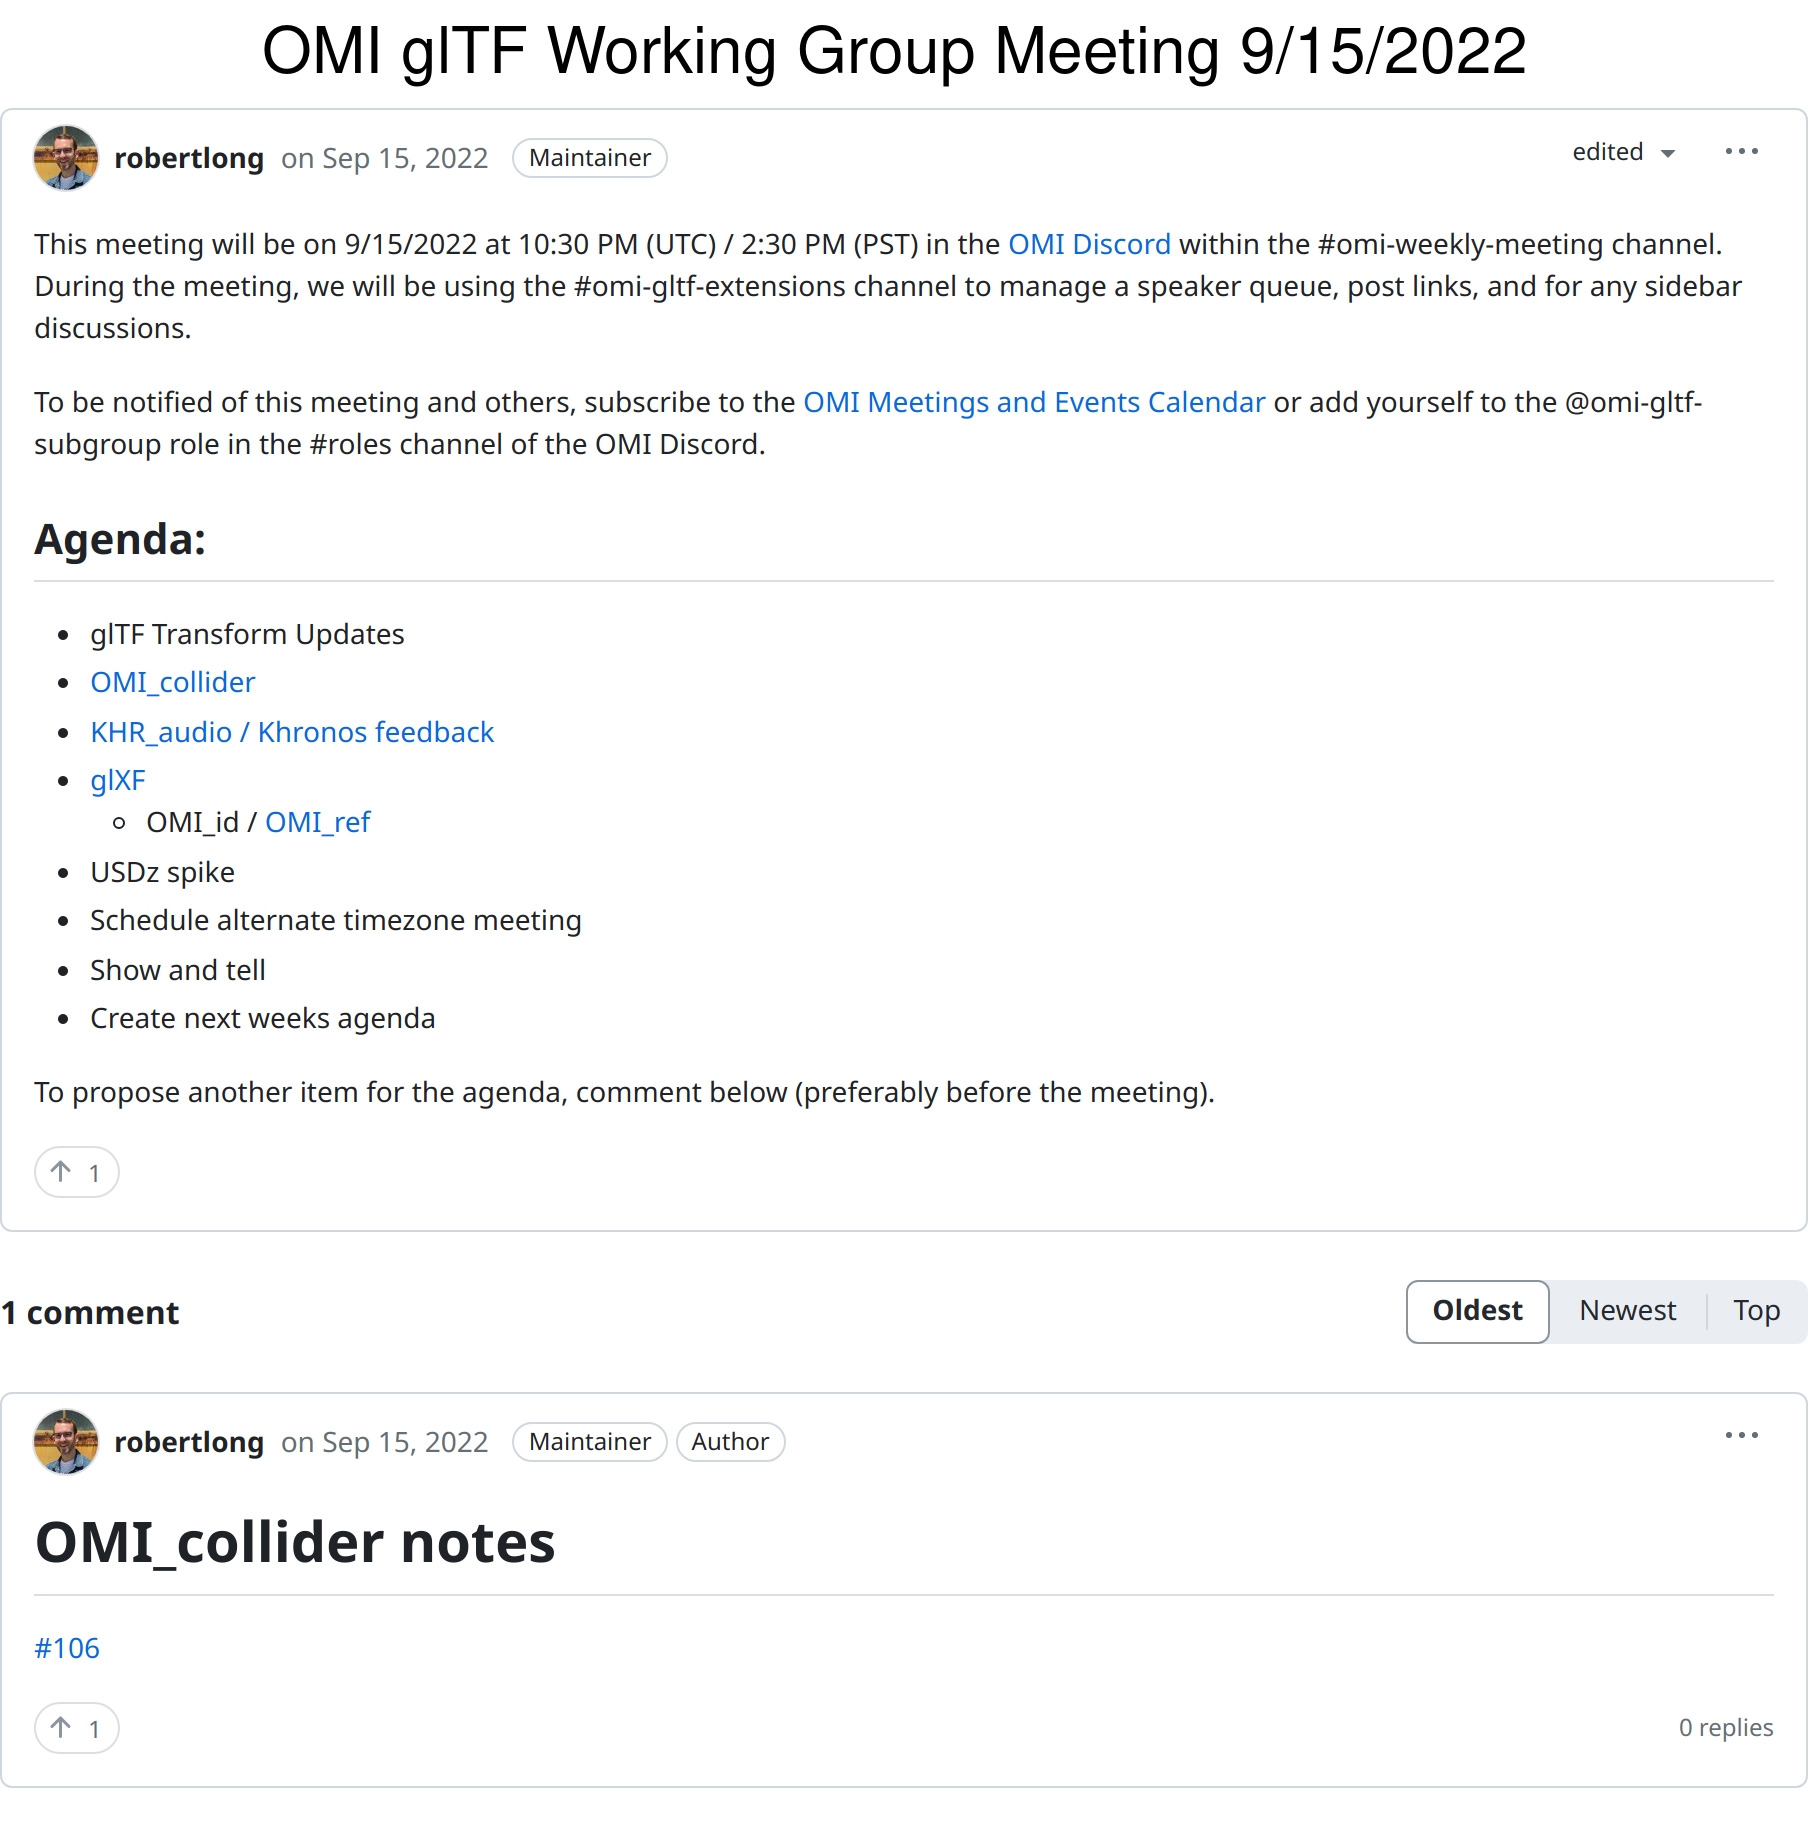 OMI glTF Working Group Meeting 9/15/2022
robertlong on Sep 15, 2022 Maintainer edited
This meeting will be on 9/15/2022 at 10:30 PM (UTC) / 2:30 PM (PST) in the OMI Discord within the #omi-weekly-meeting channel.
During the meeting, we will be using the #omi-gltf-extensions channel to manage a speaker queue, post links, and for any sidebar
discussions.
To be notified of this meeting and others, subscribe to the OMI Meetings and Events Calendar or add yourself to the @omi-gltf-
subgroup role in the #roles channel of the OMI Discord.
Agenda:
glTF Transform Updates
OMI_collider
KHR_audio / Khronos feedback
glXF
OMI_id / OMI_ref
USDz spike
Schedule alternate timezone meeting
Show and tell
Create next weeks agenda
To propose another item for the agenda, comment below (preferably before the meeting).
1
1 comment Oldest Newest Top
robertlong on Sep 15, 2022 Maintainer Author
OMI_collider notes
#106
1 0 replies